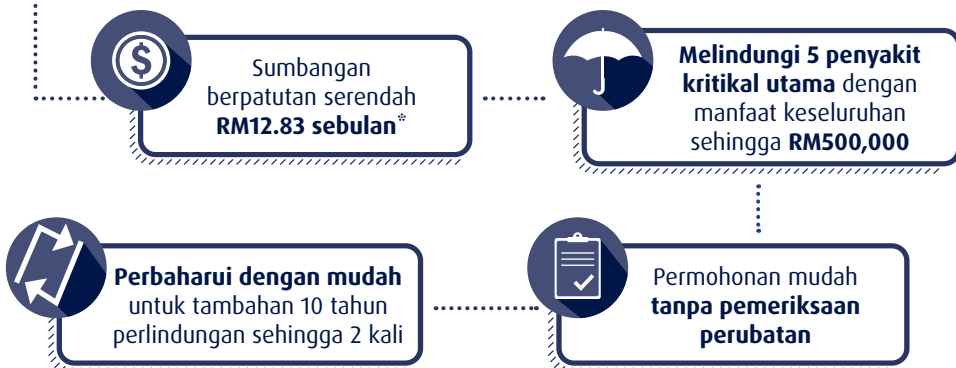 $
Sumbangan
berpatutan serendah
RM12.83 sebulan*
Melindungi 5 penyakit
kritikal utama dengan
manfaat keseluruhan
sehingga RM500,000
Perbaharui dengan mudah
untuk tambahan 10 tahun
perlindungan sehingga 2 kali
Permohonan mudah
tanpa pemeriksaan
perubatan